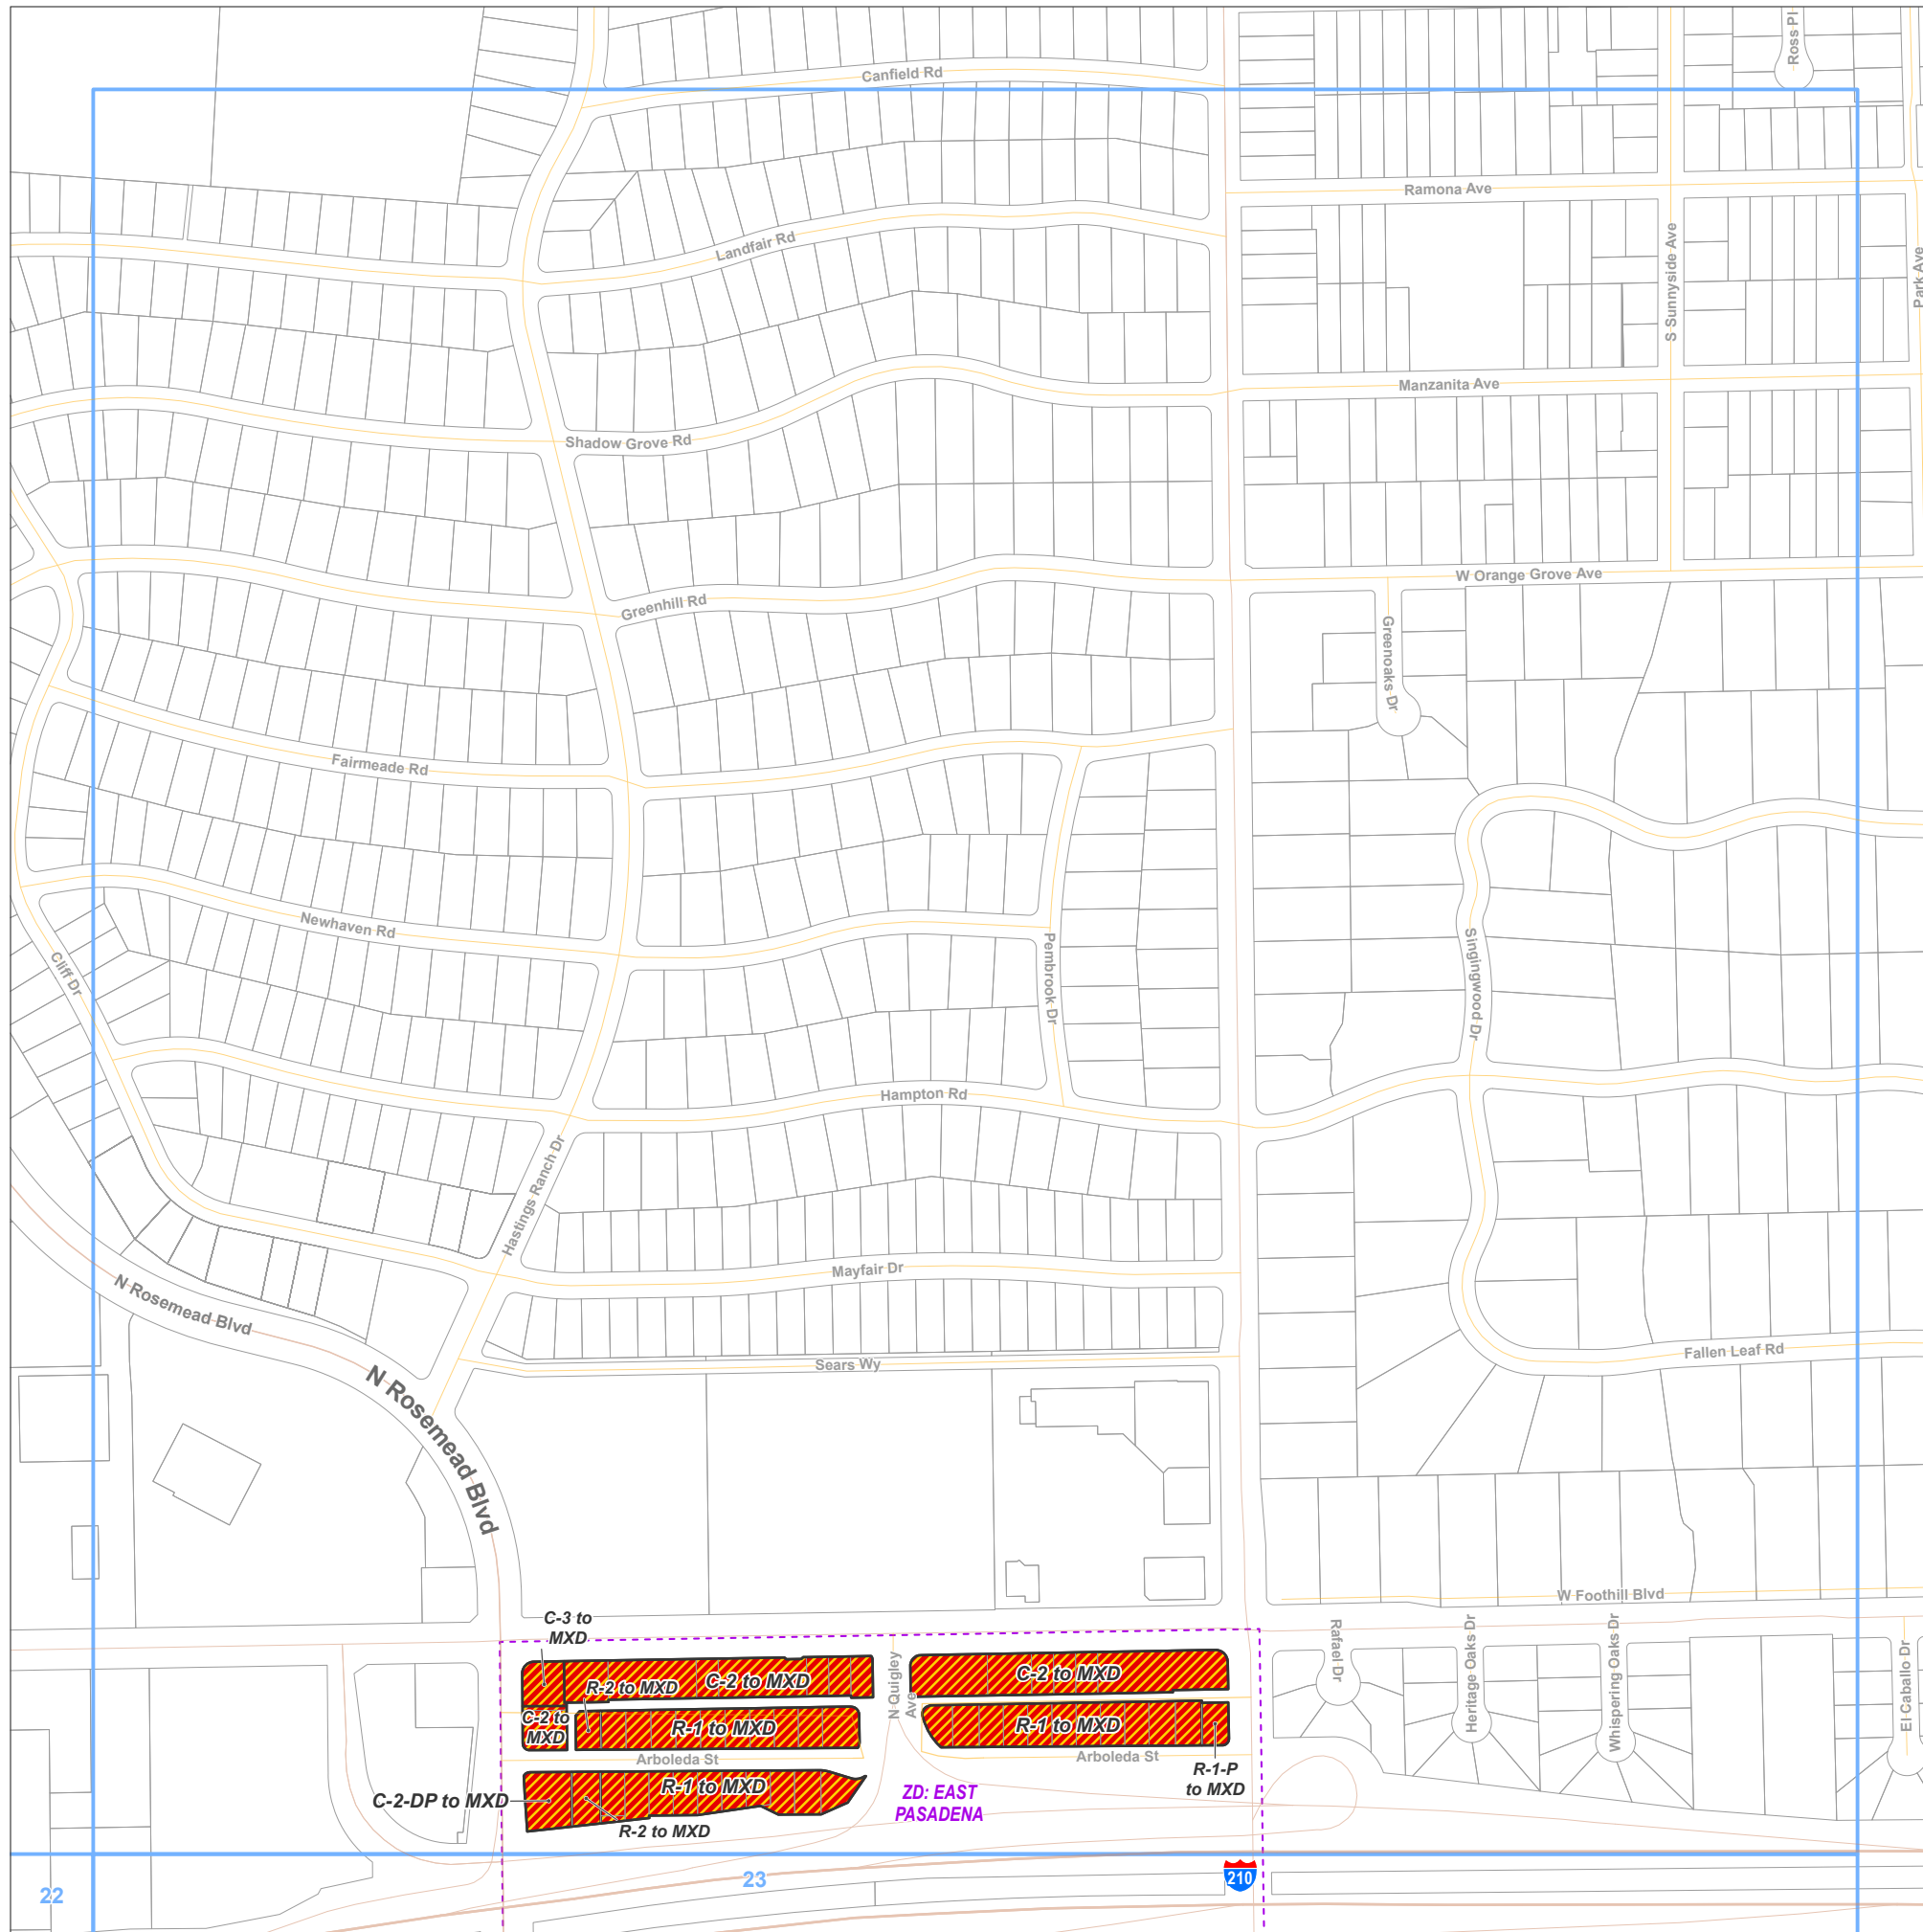 Ross Pl
Canfield Rd
Ramona Ave
Landfair Rd
S Sunnyside Ave
Park Ave
Manzanita Ave
Shadow Grove Rd
W Orange Grove Ave
Greenhill Rd
Greenoaks Dr
Fairmeade Rd
Newhaven Rd
Cliff Dr
Pembrook Dr
Singingwood Dr
Hampton Rd
Hastings Ranch Dr
Mayfair Dr
N Rosemead Blvd
Sears Wy
Fallen Leaf Rd
N Rosemead Blvd
W Foothill Blvd
C-3 to
MXD
Rafael Dr
Heritage Oaks Dr
Whispering Oaks Dr
El Caballo Dr
N Quigley
Ave
C-2 to MXD
C-2 to MXD
R-2 to MXD
C-2 to
MXD
R-1 to MXD
R-1 to MXD
Arboleda St
Arboleda St
R-1-P
to MXD
R-1 to MXD
C-2-DP to MXD
R-2 to MXD
ZD: EAST
PASADENA
23
210
22